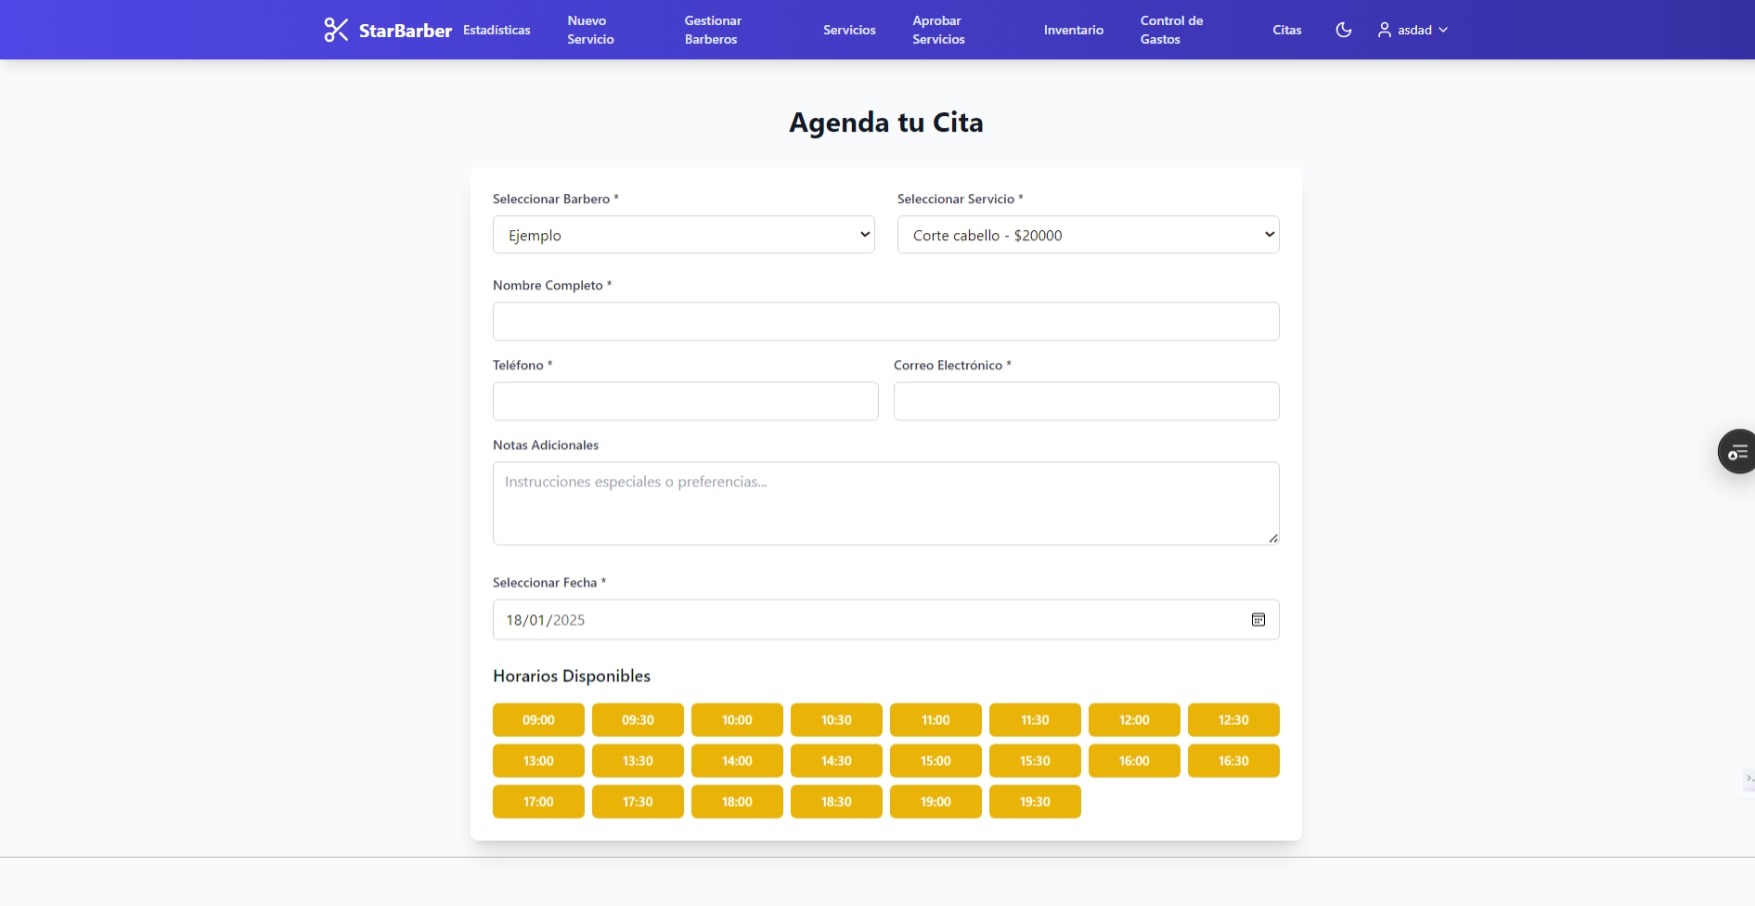 StarBarber
Estadísticas
Nuevo
Servicio
Gestionar
Barberos
Servicios
Aprobar
Servicios
Inventario
Control de
Gastos
Citas
asdad
Agenda tu Cita
Seleccionar Barbero *
Seleccionar Servicio *
Ejemplo
Corte cabello - $20000
Nombre Completo *
Teléfono *
Correo Electrónico *
Notas Adicionales
Instrucciones especiales o preferencias...
Seleccionar Fecha *
18/01/2025
Horarios Disponibles
09:00 09:30 10:00 10:30 11:00 11:30 12:00 12:30
13:00 13:30 14:00 14:30 15:00 15:30 16:00 16:30
17:00 17:30 18:00 18:30 19:00 19:30